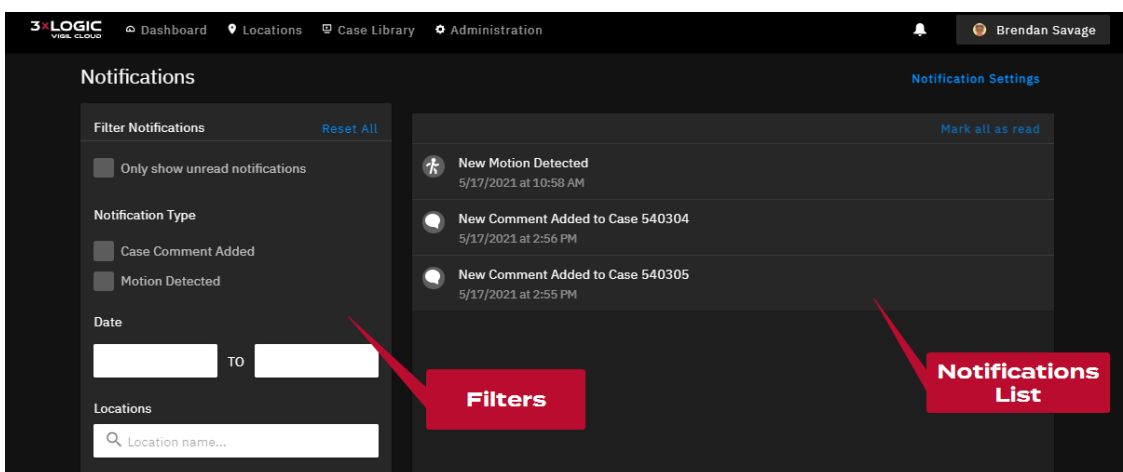 3×LOGIC
VIGIL CLOUD
Dashboard
Locations
Case Library
Administration
Brendan Savage
Notifications
Notification Settings
Filter Notifications
Reset All
Only show unread notifications
Notification Type
Case Comment Added
Motion Detected
Date
TO
Locations
Location name...
Mark all as read
New Motion Detected
5/17/2021 at 10:58 AM
New Comment Added to Case 540304
5/17/2021 at 2:56 PM
New Comment Added to Case 540305
5/17/2021 at 2:55 PM
Filters
Notifications
List